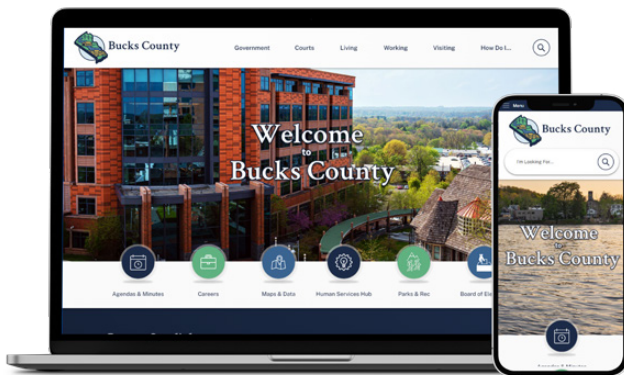 Bucks County
Government Courts Living Working Visiting How Do I...
Welcome
to
Bucks County
Agendas & Minutes Careers Maps & Data Human Services Hub Parks & Rec Board of
Menu
Bucks County
I'm Looking For...
Welcome
to
Bucks County